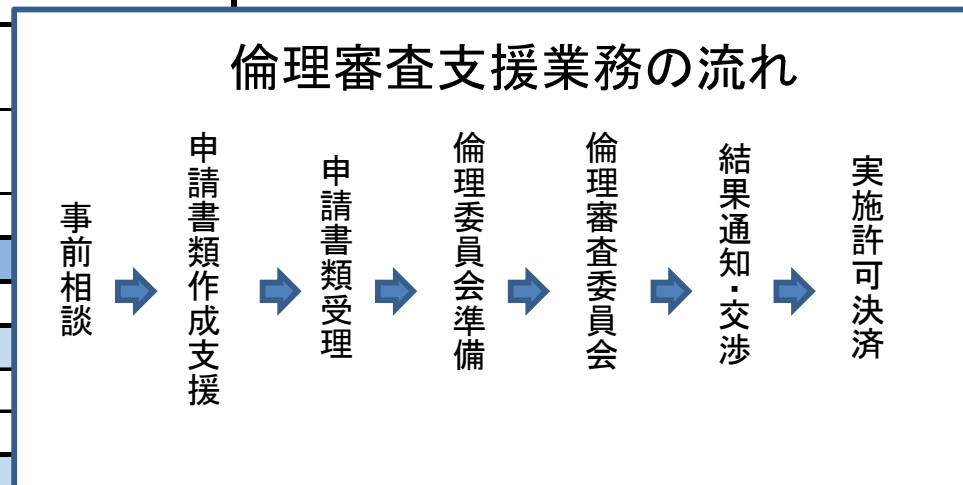 倫理審査支援業務の流れ
事前相談
申請書類作成支援
申請書類受理
倫理委員会準備
倫理審査委員会
結果通知・交渉
実施許可決済